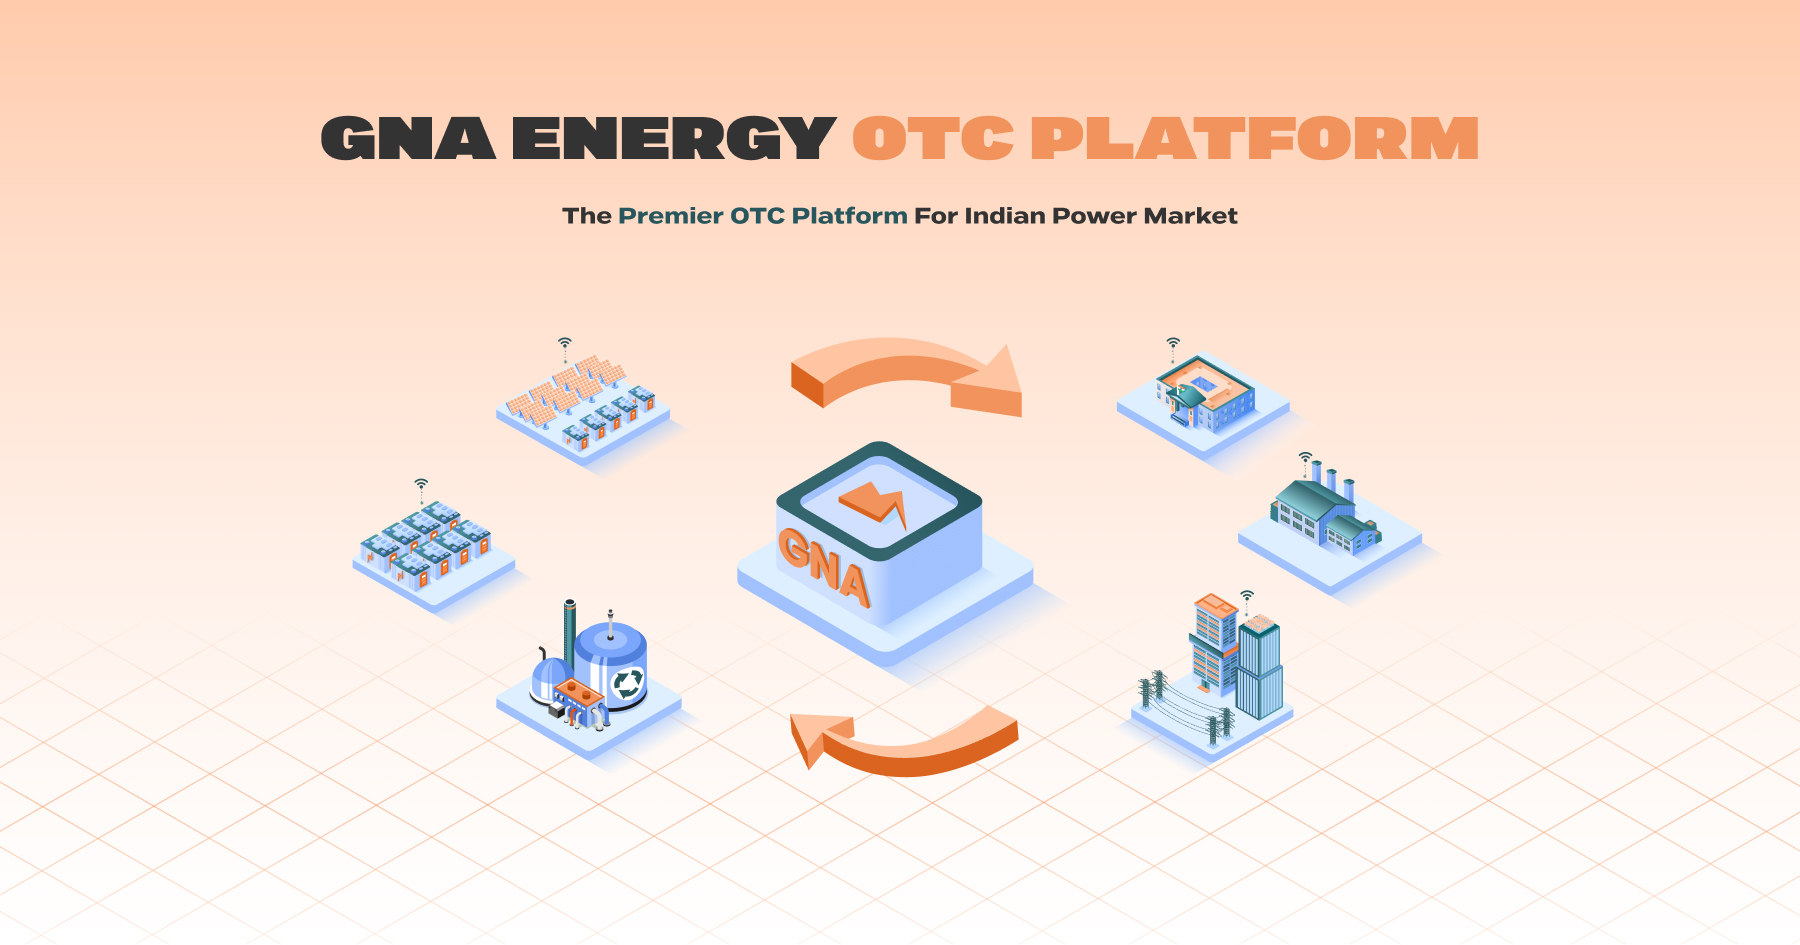 GNA ENERGY OTC PLATFORM
The Premier OTC Platform For Indian Power Market
GNA